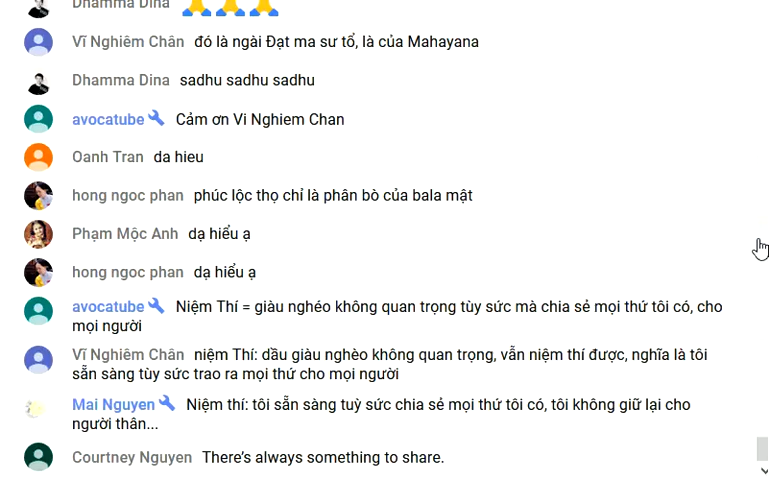 Dhamma Dina 🙏🙏🙏
Vĩ Nghiêm Chân đó là ngài Đạt ma sư tổ, là của Mahayana
Dhamma Dina sadhu sadhu sadhu
avocatube Cảm ơn Vi Nghiem Chan
Oanh Tran da hieu
hong ngoc phan phúc lộc thọ chỉ là phân bò của bala mật
Phạm Mộc Anh dạ hiểu ạ
hong ngoc phan dạ hiểu ạ
avocatube Niệm Thí = giàu nghéo không quan trọng tùy sức mà chia sẻ mọi thứ tôi có, cho
mọi người
Vĩ Nghiêm Chân niệm Thí: dầu giàu nghèo không quan trọng, vẫn niệm thí được, nghĩa là tôi
sẵn sàng tùy sức trao ra mọi thứ cho mọi người
Mai Nguyen Niệm thí: tôi sẵn sàng tuỳ sức chia sẻ mọi thứ tôi có, tôi không giữ lại cho
người thân...
Courtney Nguyen There's always something to share.